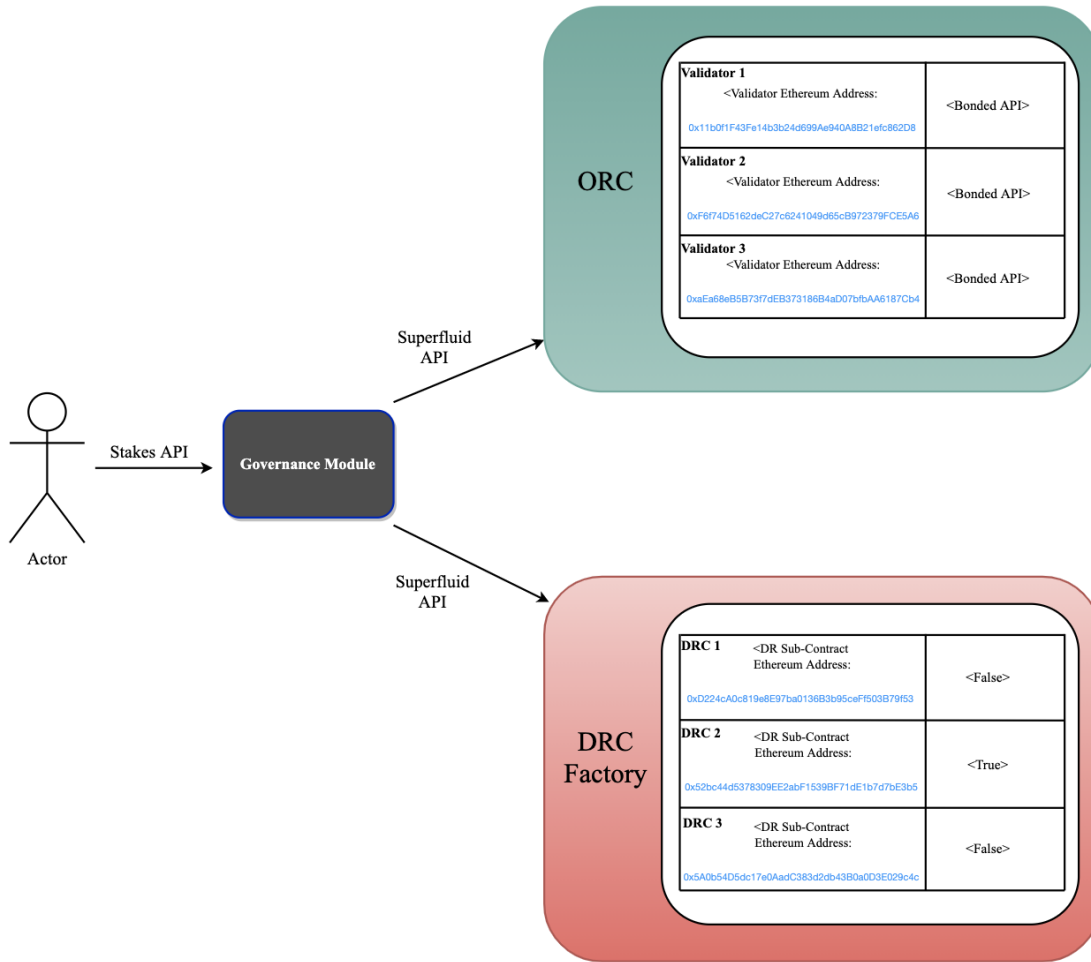 Validator 1
<Validator Ethereum Address:
0x11b0f1F43Fe14b3b24d699Ae940A8B21efc862D8
<Bonded API>
Validator 2
<Validator Ethereum Address:
0xF6f74D5162deC27c6241049d65cB972379FCE5A6
<Bonded API>
Validator 3
<Validator Ethereum Address:
0xaEa68eB5B73f7dEB373186B4aD07bfbAA6187Cb4
<Bonded API>
ORC
Superfluid
API
Stakes API
Governance Module
Actor
Superfluid
API
DRC 1
<DR Sub-Contract
Ethereum Address:
0xD224cA0c819e8E97ba0136B3b95ceFf503B79f53
<False>
DRC 2
<DR Sub-Contract
Ethereum Address:
0x52bc44d5378309EE2abF1539BF71dE1b7d7bE3b5
<True>
DRC 3
<DR Sub-Contract
Ethereum Address:
0x5A0b54D5dc17e0AadC383d2db43B0a0D3E029c4c
<False>
DRC
Factory